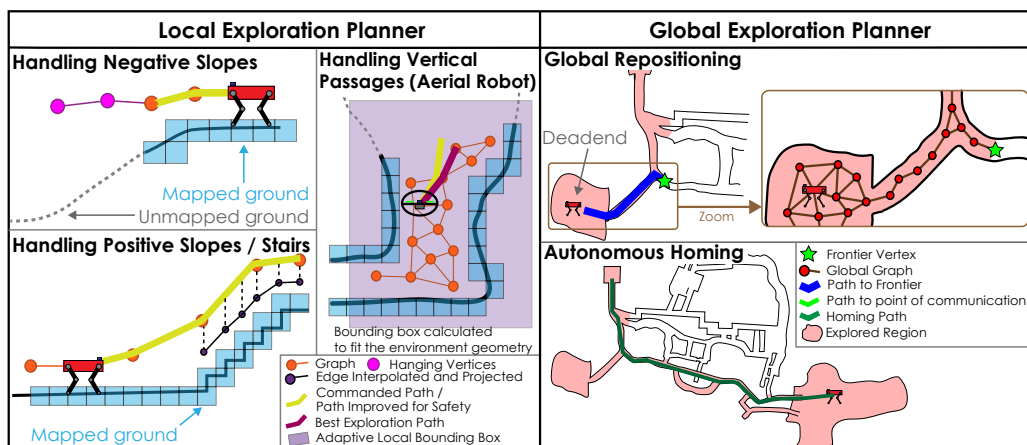 Local Exploration Planner
Handling Negative Slopes
Mapped ground
Unmapped ground
Handling Positive Slopes / Stairs
Mapped ground
Handling Vertical
Passages (Aerial Robot)
Bounding box calculated
to fit the environment geometry
Graph
Hanging Vertices
Edge Interpolated and Projected
Commanded Path /
Path Improved for Safety
Best Exploration Path
Adaptive Local Bounding Box
Global Exploration Planner
Global Repositioning
Deadend
Zoom
Autonomous Homing
Frontier Vertex
Global Graph
Path to Frontier
Path to point of communication
Homing Path
Explored Region